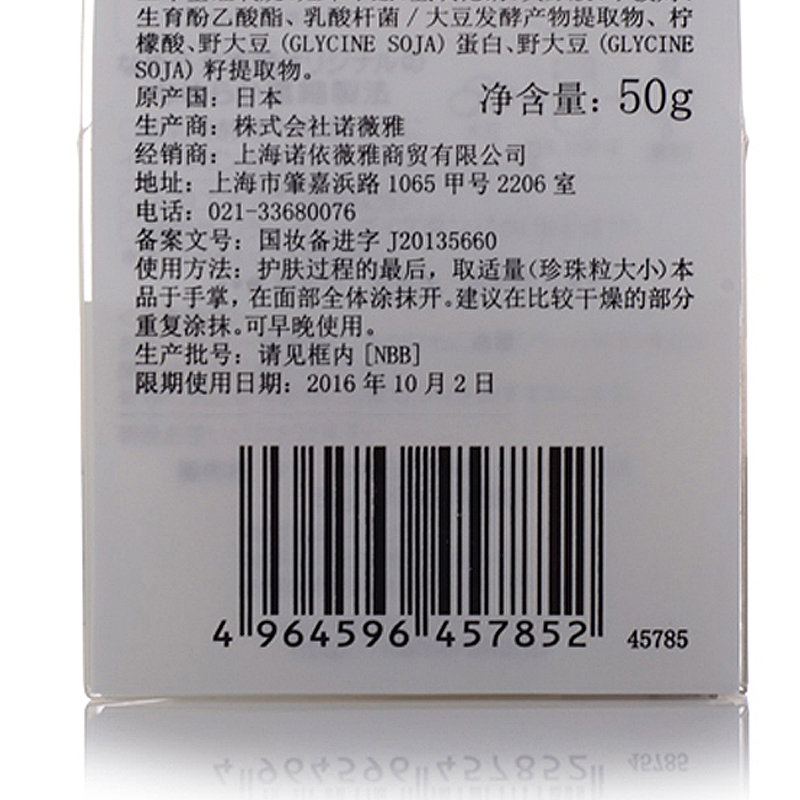 生育酚乙酸酯、乳酸杆菌/大豆发酵产物提取物、柠
檬酸、野大豆(GLYCINE SOJA)蛋白、野大豆(GLYCINE
SOJA)籽提取物。
原产国：日本
净含量：50g
生产商：株式会社诺薇雅
经销商：上海诺依薇雅商贸有限公司
地址：上海市肇嘉浜路1065甲号2206室
电话：021-33680076
备案文号：国妆备进字J20135660
使用方法：护肤过程的最后，取适量(珍珠粒大小)本
品于手掌，在面部全体涂抹开。建议在比较干燥的部分
重复涂抹。可早晚使用。
生产批号：请见框内[NBB]
限期使用日期：2016年10月2日
4 964596 457852
45785